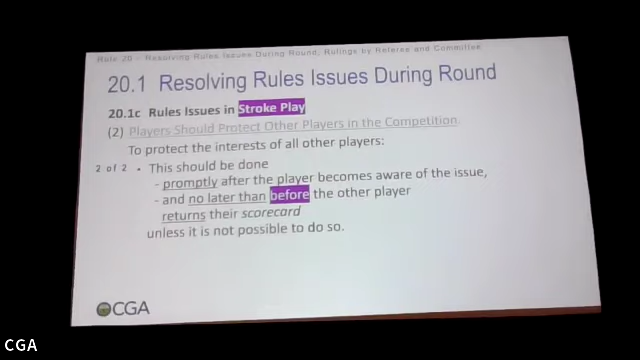 Rule 20 – Resolving Rules Issues During Round, Rulings by Referee and Committee
20.1 Resolving Rules Issues During Round
20.1c Rules Issues in Stroke Play
(2) Players Should Protect Other Players in the Competition.
To protect the interests of all other players:
2 of 2 • This should be done
- promptly after the player becomes aware of the issue,
- and no later than before the other player
returns their scorecard
unless it is not possible to do so.
CGA
CGA